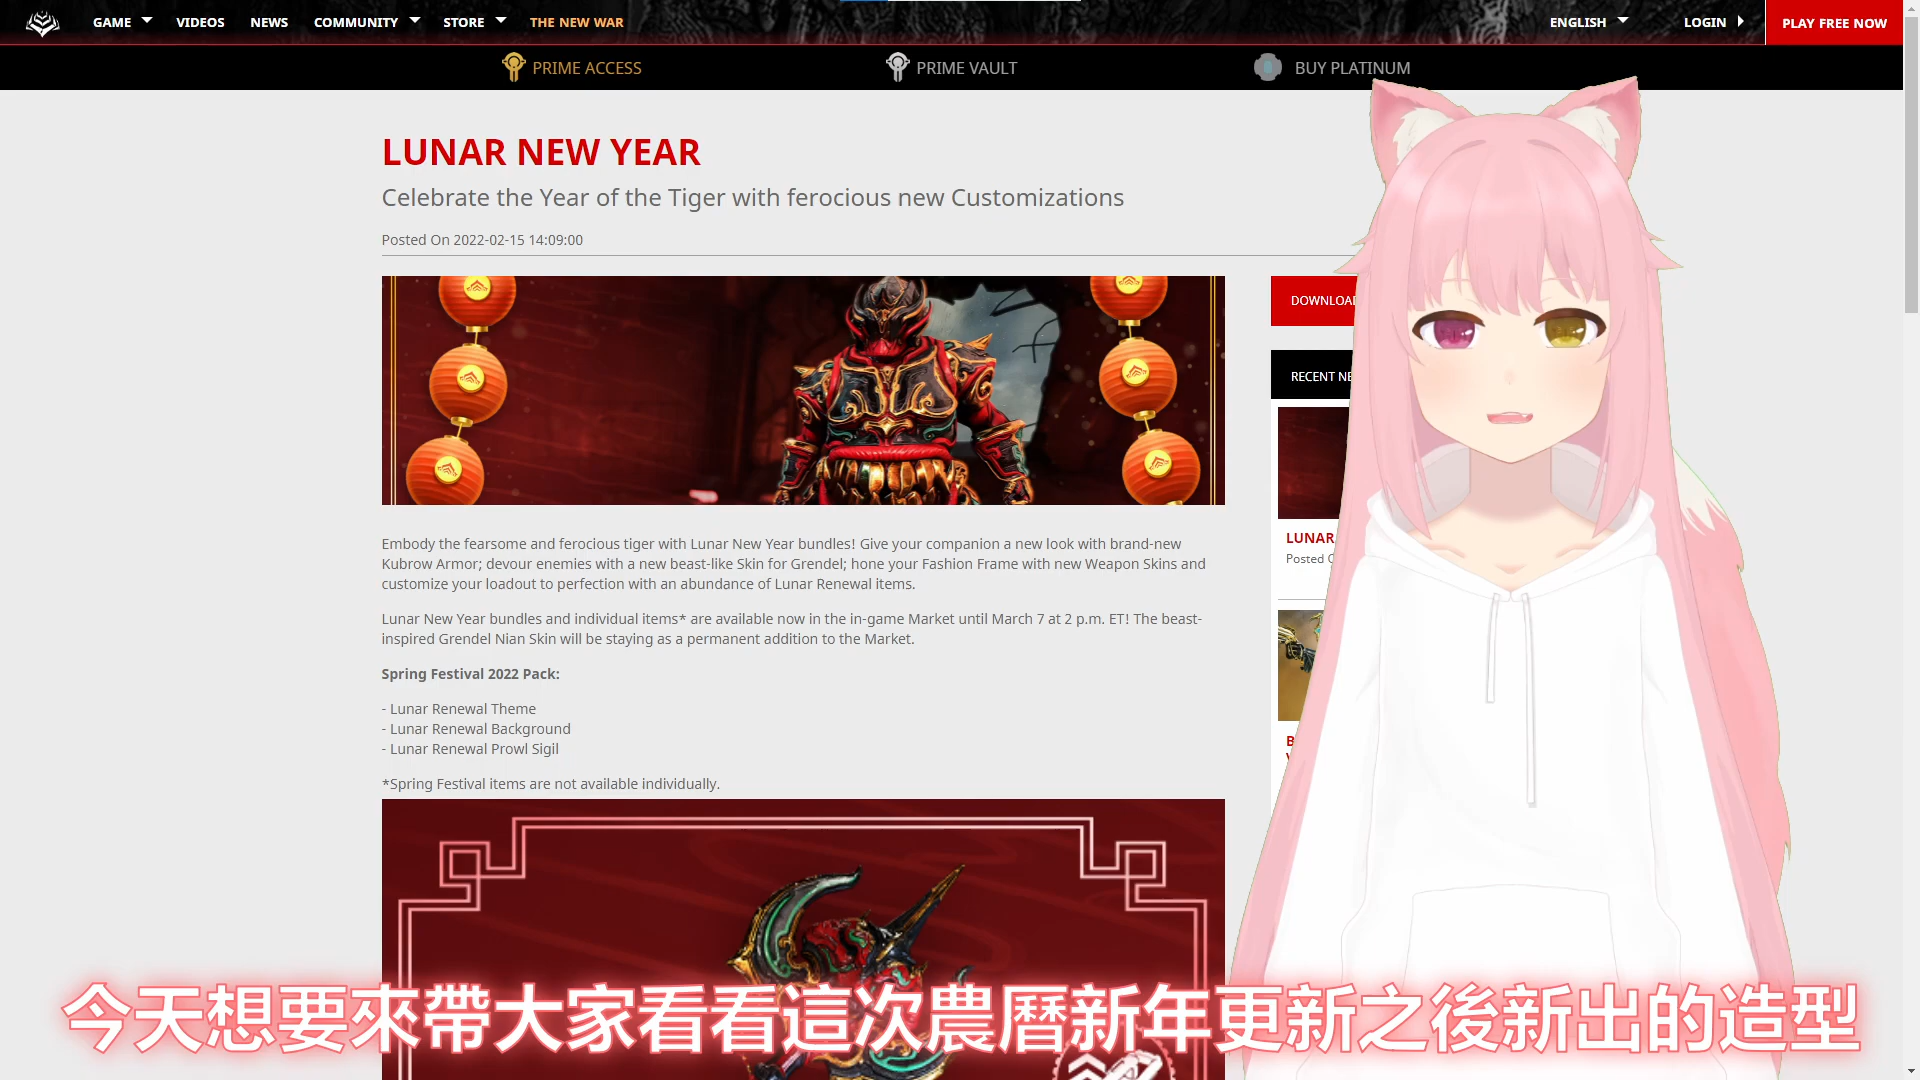 GAME
VIDEOS
NEWS
COMMUNITY
STORE
THE NEW WAR
ENGLISH
LOGIN
PLAY FREE NOW
PRIME ACCESS
PRIME VAULT
BUY PLATINUM
LUNAR NEW YEAR
Celebrate the Year of the Tiger with ferocious new Customizations
Posted On 2022-02-15 14:09:00
RECENT
LUNAR
Posted
Embody the fearsome and ferocious tiger with Lunar New Year bundles! Give your companion a new look with brand-new
Kubrow Armor; devour enemies with a new beast-like Skin for Grendel; hone your Fashion Frame with new Weapon Skins and
customize your loadout to perfection with an abundance of Lunar Renewal items.
Lunar New Year bundles and individual items* are available now in the in-game Market until March 7 at 2 p.m. ET! The beast-
inspired Grendel Nian Skin will be staying as a permanent addition to the Market.
Spring Festival 2022 Pack:
- Lunar Renewal Theme
- Lunar Renewal Background
- Lunar Renewal Prowl Sigil
*Spring Festival items are not available individually.
今天想要來帶大家看看這次農曆新年更新之後新出的造型